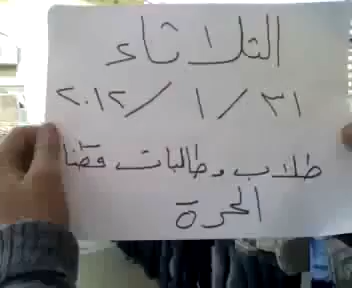 الثلاثاء
٣١ / ١ / ٢٠١٢
طلاب وطالبات قطنا
الحرة